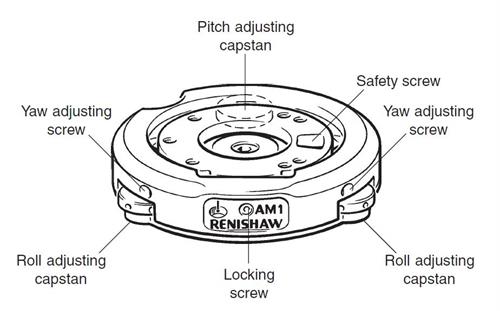 Pitch adjusting
capstan
Safety screw
Yaw adjusting
screw
Yaw adjusting
screw
AM1
RENISHAW
Roll adjusting
capstan
Locking
screw
Roll adjusting
capstan